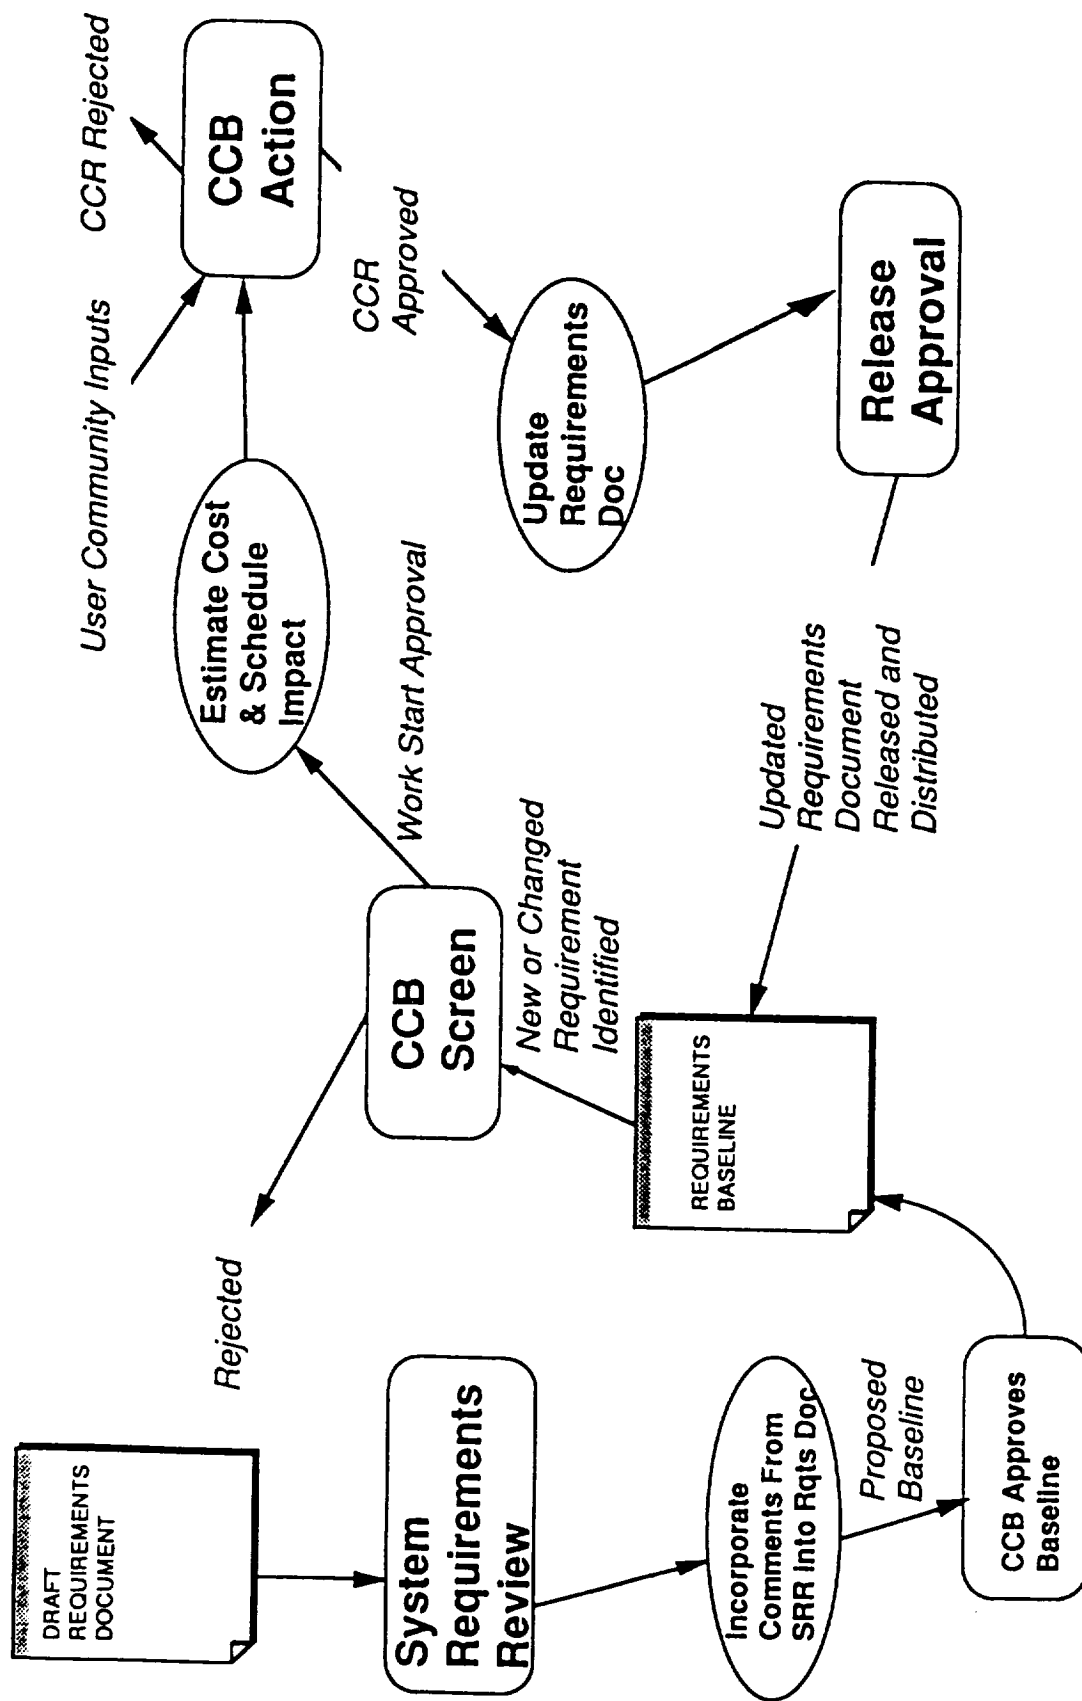 DRAFT
REQUIREMENTS
DOCUMENT
System
Requirements
Review
Incorporate
Comments From
SRR Into Rqts Doc
Proposed
Baseline
CCB Approves
Baseline
REQUIREMENTS
BASELINE
New or Changed
Requirement
Identified
CCB
Screen
Rejected
Work Start Approval
Estimate Cost
& Schedule
Impact
User Community Inputs
CCB
Action
CCR Rejected
CCR
Approved
Update
Requirements
Doc
Release
Approval
Updated
Requirements
Document
Released and
Distributed